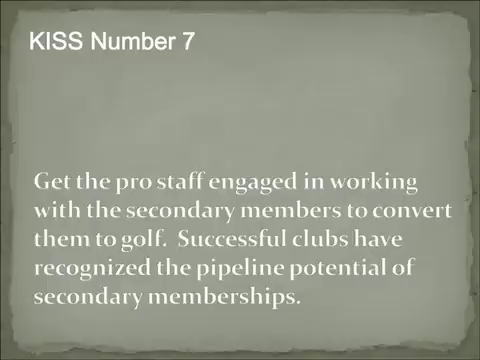 KISS Number 7
Get the pro staff engaged in working
with the secondary members to convert
them to golf.  Successful clubs have
recognized the pipeline potential of
secondary memberships.